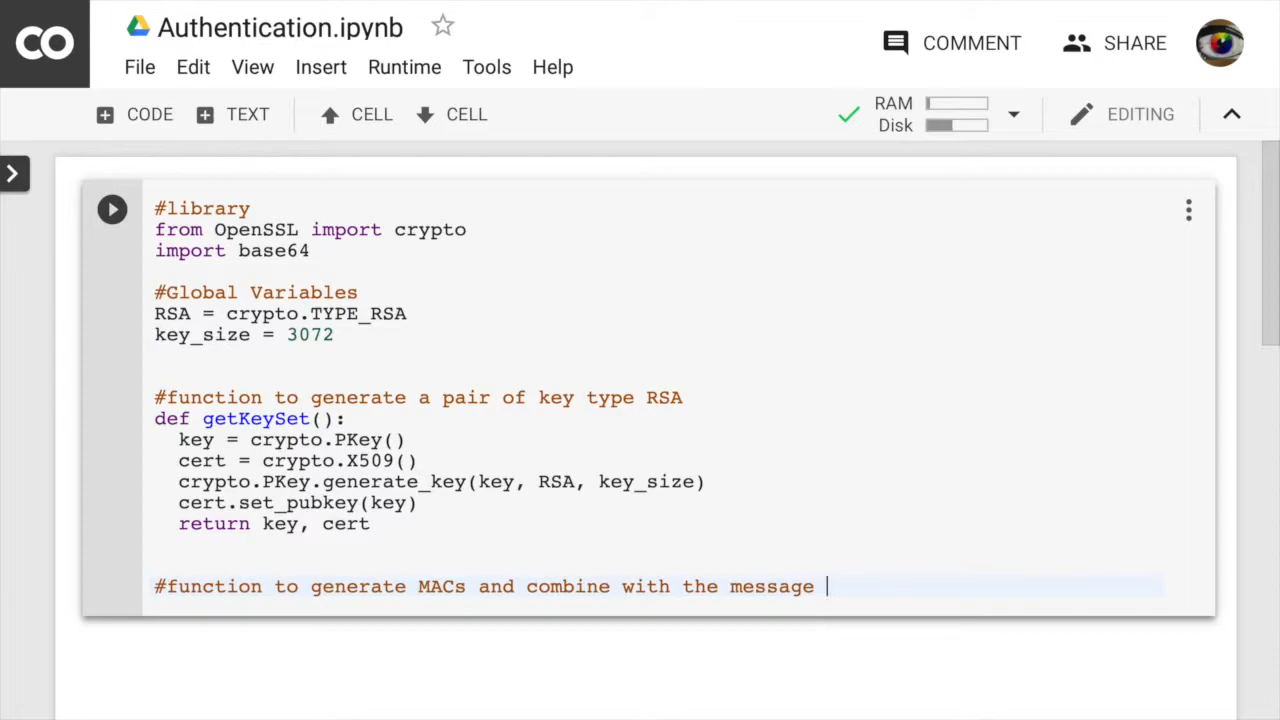 CO
Authentication.ipynb
File Edit View Insert Runtime Tools Help
COMMENT
SHARE
CODE TEXT CELL CELL
RAM
Disk
EDITING
#library
from OpenSSL import crypto
import base64
#Global Variables
RSA = crypto.TYPE_RSA
key_size = 3072
#function to generate a pair of key type RSA
def getKeySet():
  key = crypto.PKey()
  cert = crypto.X509()
  crypto.PKey.generate_key(key, RSA, key_size)
  cert.set_pubkey(key)
  return key, cert
#function to generate MACs and combine with the message